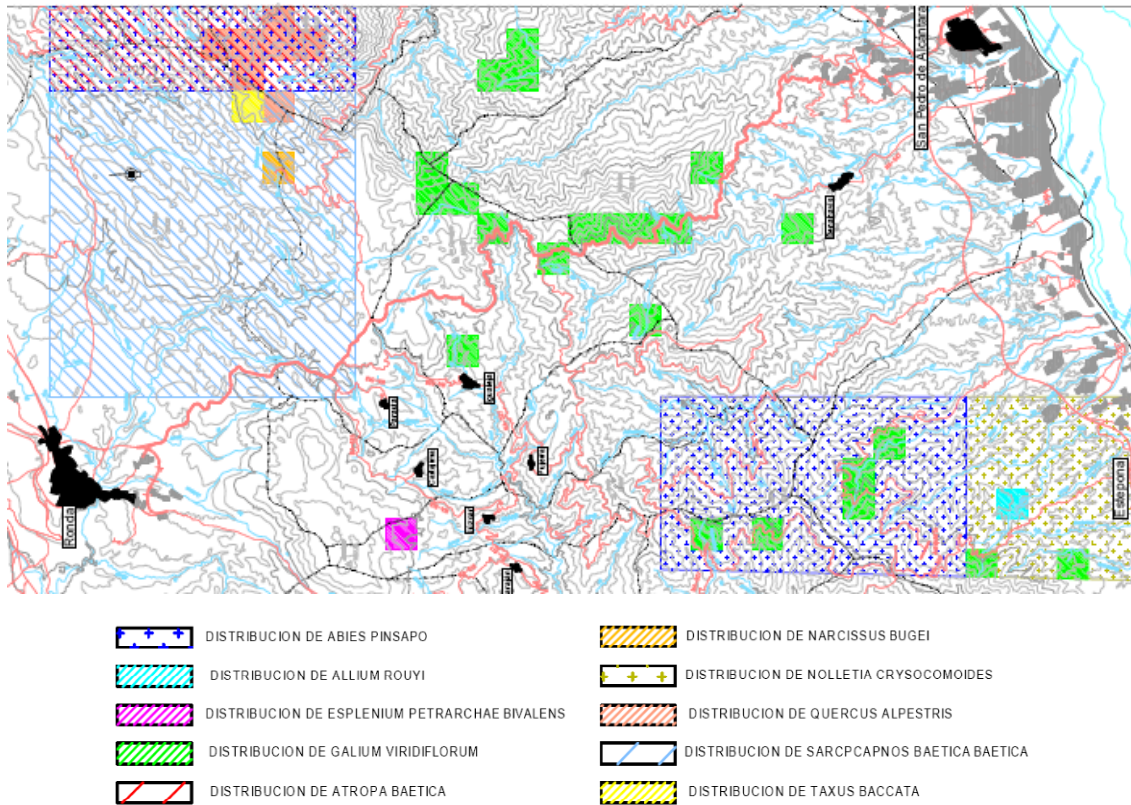 San Pedro de Alcántara
Ronda
Estepona
DISTRIBUCION DE ABIES PINSAPO
DISTRIBUCION DE ALLIUM ROUYI
DISTRIBUCION DE ESPLENIUM PETRARCHAE BIVALENS
DISTRIBUCION DE GALIUM VIRIDIFLORUM
DISTRIBUCION DE ATROPA BAETICA
DISTRIBUCION DE NARCISSUS BUGEI
DISTRIBUCION DE NOLLETIA CRYSOCOMOIDES
DISTRIBUCION DE QUERCUS ALPESTRIS
DISTRIBUCION DE SARCPCAPNOS BAETICA BAETICA
DISTRIBUCION DE TAXUS BACCATA